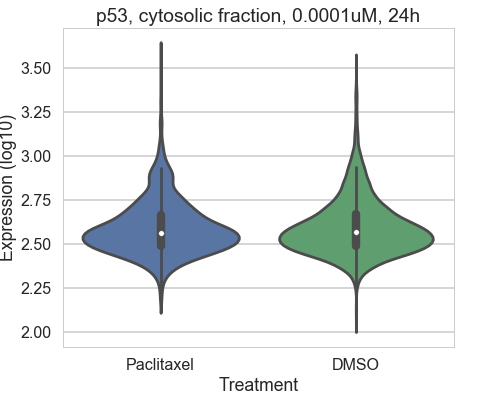 p53, cytosolic fraction, 0.0001uM, 24h
Expression (log10)
3.50
3.25
3.00
2.75
2.50
2.25
2.00
Paclitaxel
DMSO
Treatment